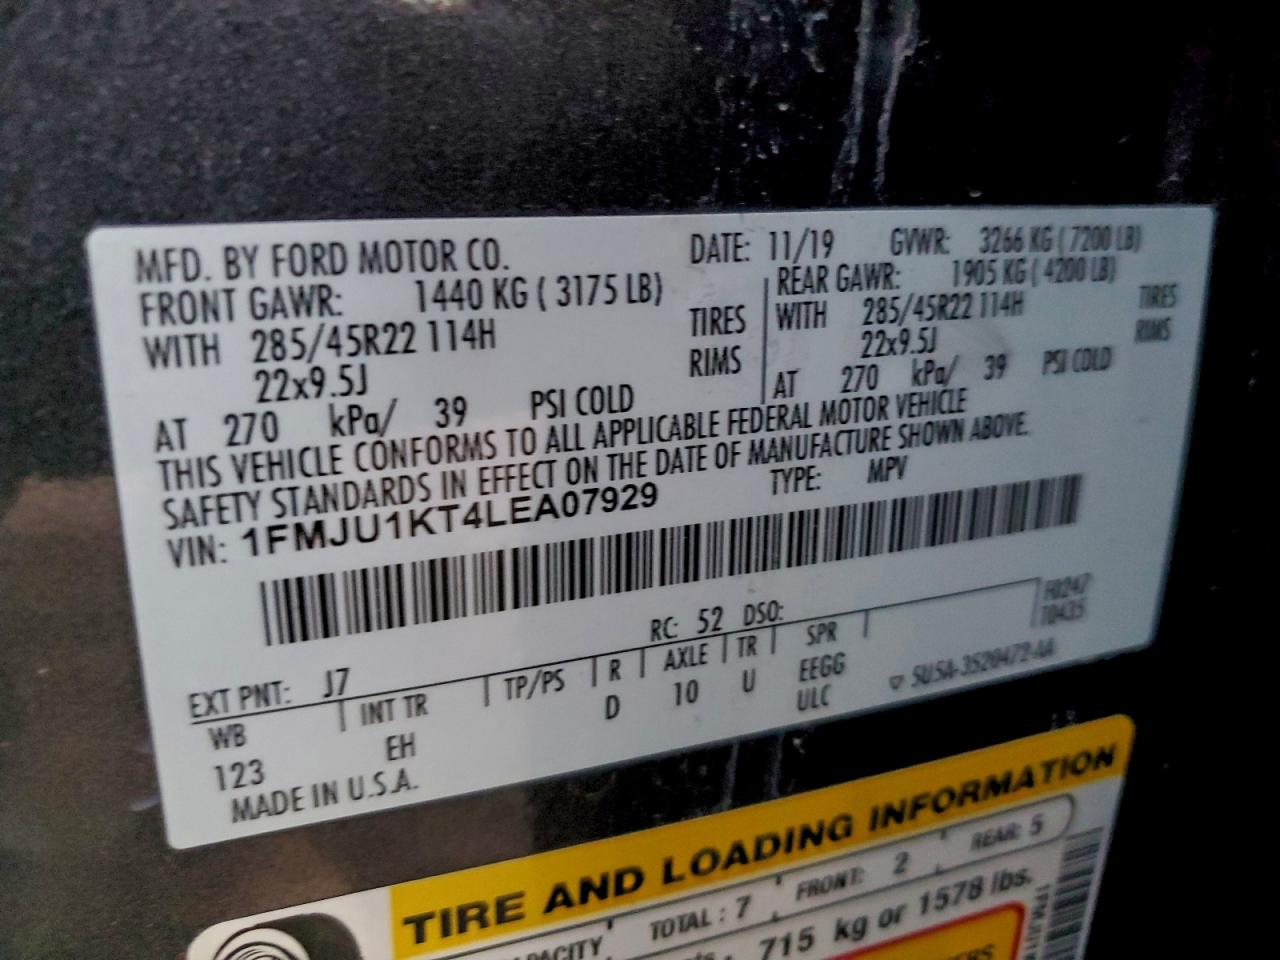 MFD. BY FORD MOTOR CO. DATE: 11/19 GVWR: 3266 KG ( 7200 LB)
FRONT GAWR: 1440 KG ( 3175 LB) REAR GAWR: 1905 KG ( 4200 LB)
WITH 285/45R22 114H TIRES WITH 285/45R22 114H TIRES
22x9.5J RIMS 22x9.5J RIMS
AT 270 kPa/ 39 PSI COLD AT 270 kPa/ 39 PSI COLD
THIS VEHICLE CONFORMS TO ALL APPLICABLE FEDERAL MOTOR VEHICLE
SAFETY STANDARDS IN EFFECT ON THE DATE OF MANUFACTURE SHOWN ABOVE.
VIN: 1FMJU1KT4LEA07929 TYPE: MPV
F0247
T0435
EXT PNT: J7 RC: 52 DSO:
WB INT TR TP/PS R AXLE TR SPR
123 EH D 10 U EEGG
ULC
MADE IN U.S.A. 5U5A-3520472-AA
TIRE AND LOADING INFORMATION
TOTAL : 7 FRONT: 2 REAR: 5
715 kg or 1578 lbs.